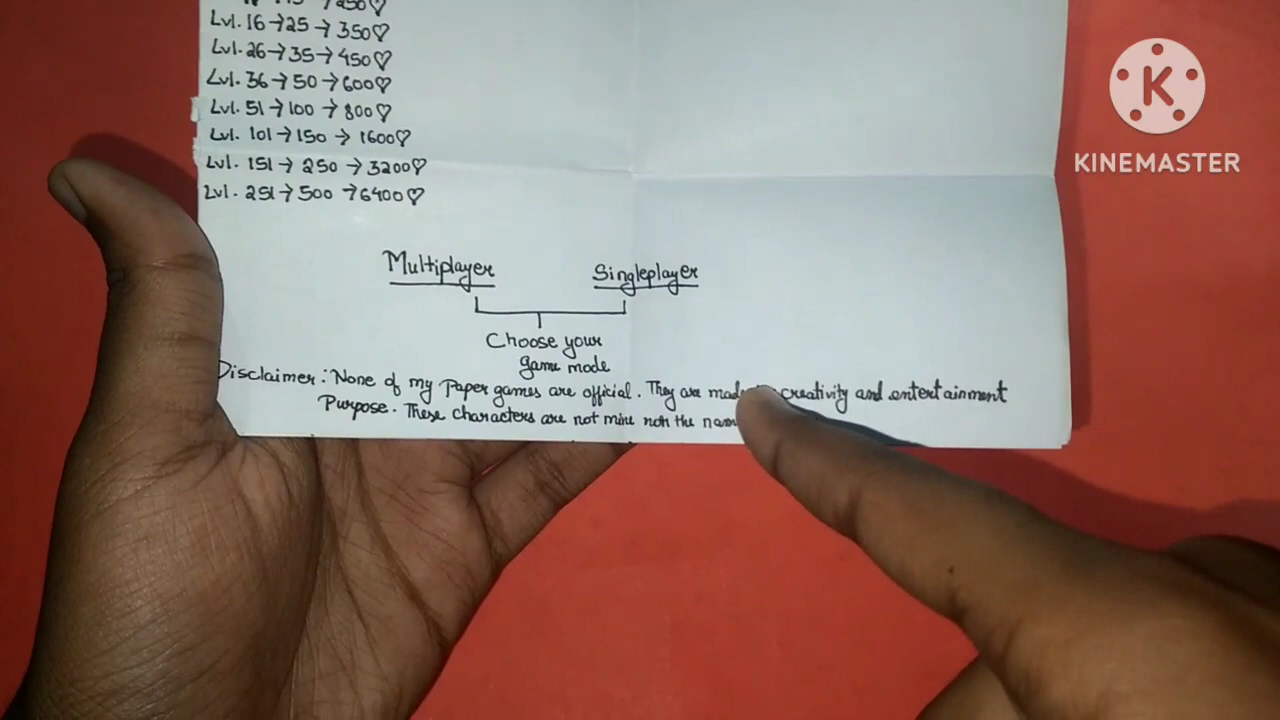 → 250♡
Lvl. 16 → 25 → 350♡
Lvl. 26 → 35 → 450♡
Lvl. 36 → 50 → 600♡
Lvl. 51 → 100 → 800♡
Lvl. 101 → 150 → 1600♡
Lvl. 151 → 250 → 3200♡
Lvl. 251 → 500 → 6400♡
Multiplayer Singleplayer
Choose your
game mode
Disclaimer: None of my Paper games are official. They are made creativity and entertainment
Purpose. These characters are not mine the
K
KINEMASTER